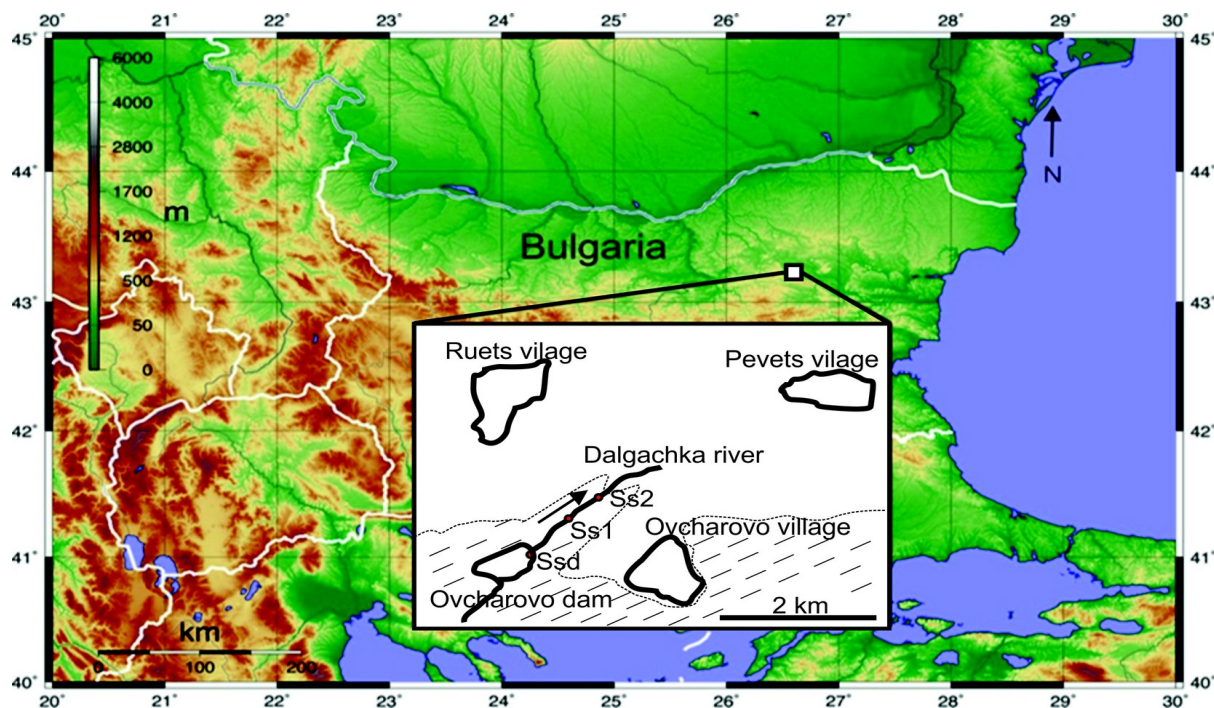 20° 21° 22° 23° 24° 25° 26° 27° 28° 29° 30°
45° 45°
6000
4000
2800
44° 44°
1700
N
m
1200
Bulgaria
500
43° 43°
50
Ruets vilage
Pevets vilage
0
42° 42°
Dalgachka river
Ss2
Ss1
Ovcharovo village
41° 41°
Ssd
Ovcharovo dam
2 km
km
0 100 200
40° 40°
20° 21° 22° 23° 24° 25° 26° 27° 28° 29° 30°